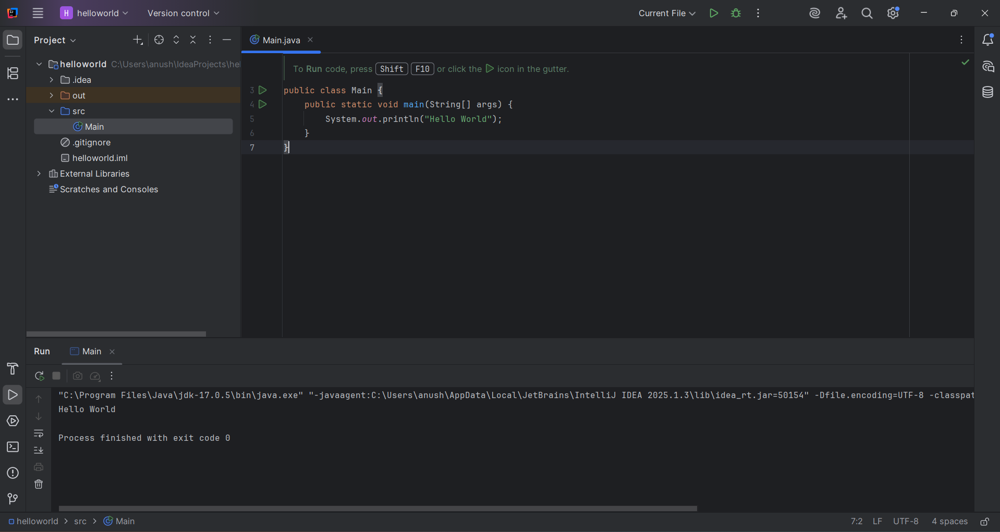 H helloworld Version control Current File
Project
Main.java
helloworld C:\Users\anush\IdeaProjects\he
.idea
out
src
Main
.gitignore
helloworld.iml
External Libraries
Scratches and Consoles
To Run code, press Shift F10 or click the icon in the gutter.
3 public class Main {
4 public static void main(String[] args) {
5 System.out.println("Hello World");
6 }
7 }
Run Main
"C:\Program Files\Java\jdk-17.0.5\bin\java.exe" "-javaagent:C:\Users\anush\AppData\Local\JetBrains\IntelliJ IDEA 2025.1.3\lib\idea_rt.jar=50154" -Dfile.encoding=UTF-8 -classpat
Hello World
Process finished with exit code 0
helloworld > src > Main 7:2 LF UTF-8 4 spaces